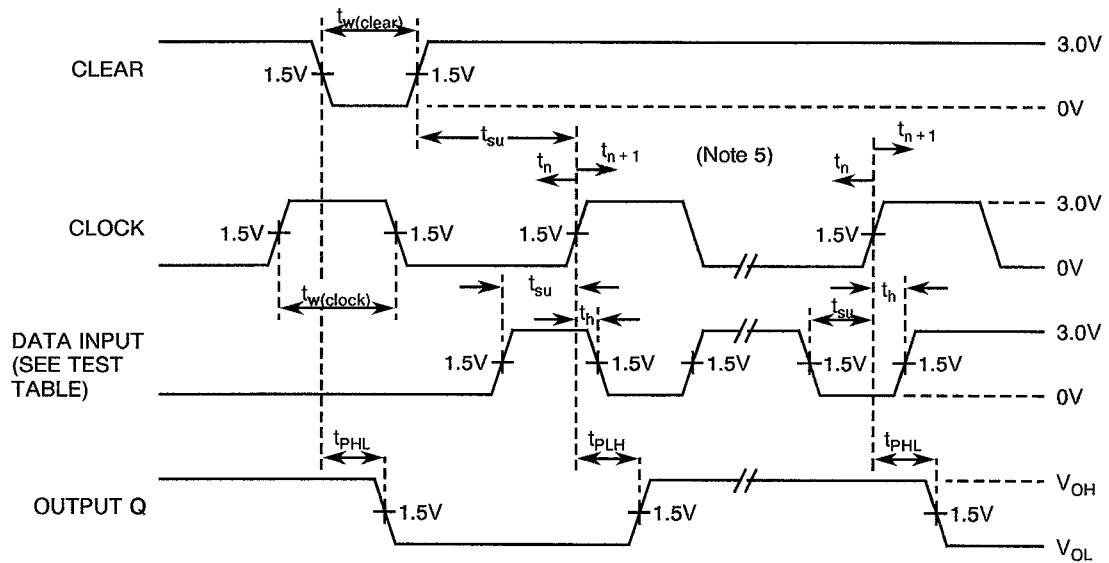 t_w(clear)
3.0V
CLEAR 1.5V 1.5V
0V
t_su (Note 5) t_n+1
t_n t_n+1 t_n
3.0V
CLOCK 1.5V 1.5V 1.5V 1.5V
0V
t_su t_h
t_w(clock) t_h t_su
DATA INPUT 3.0V
(SEE TEST 1.5V 1.5V 1.5V 1.5V 1.5V
TABLE) 0V
t_PHL t_PLH t_PHL
V_OH
OUTPUT Q 1.5V 1.5V 1.5V
V_OL